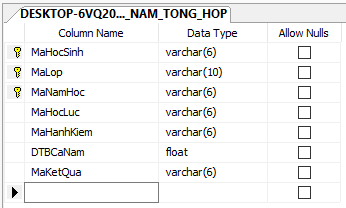 DESKTOP-6VQ20..._NAM_TONG_HOP
Column Name Data Type Allow Nulls
MaHocSinh varchar(6)
MaLop varchar(10)
MaNamHoc varchar(6)
MaHocLuc varchar(6)
MaHanhKiem varchar(6)
DTBCaNam float
MaKetQua varchar(6)